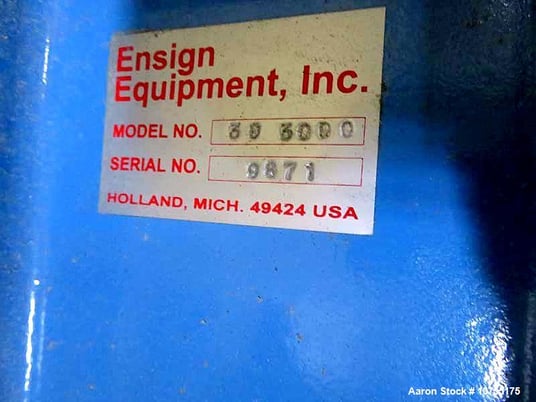 Ensign
Equipment, Inc.
MODEL NO.
SERIAL NO. 9871
HOLLAND, MICH. 49424 USA
Aaron Stock #